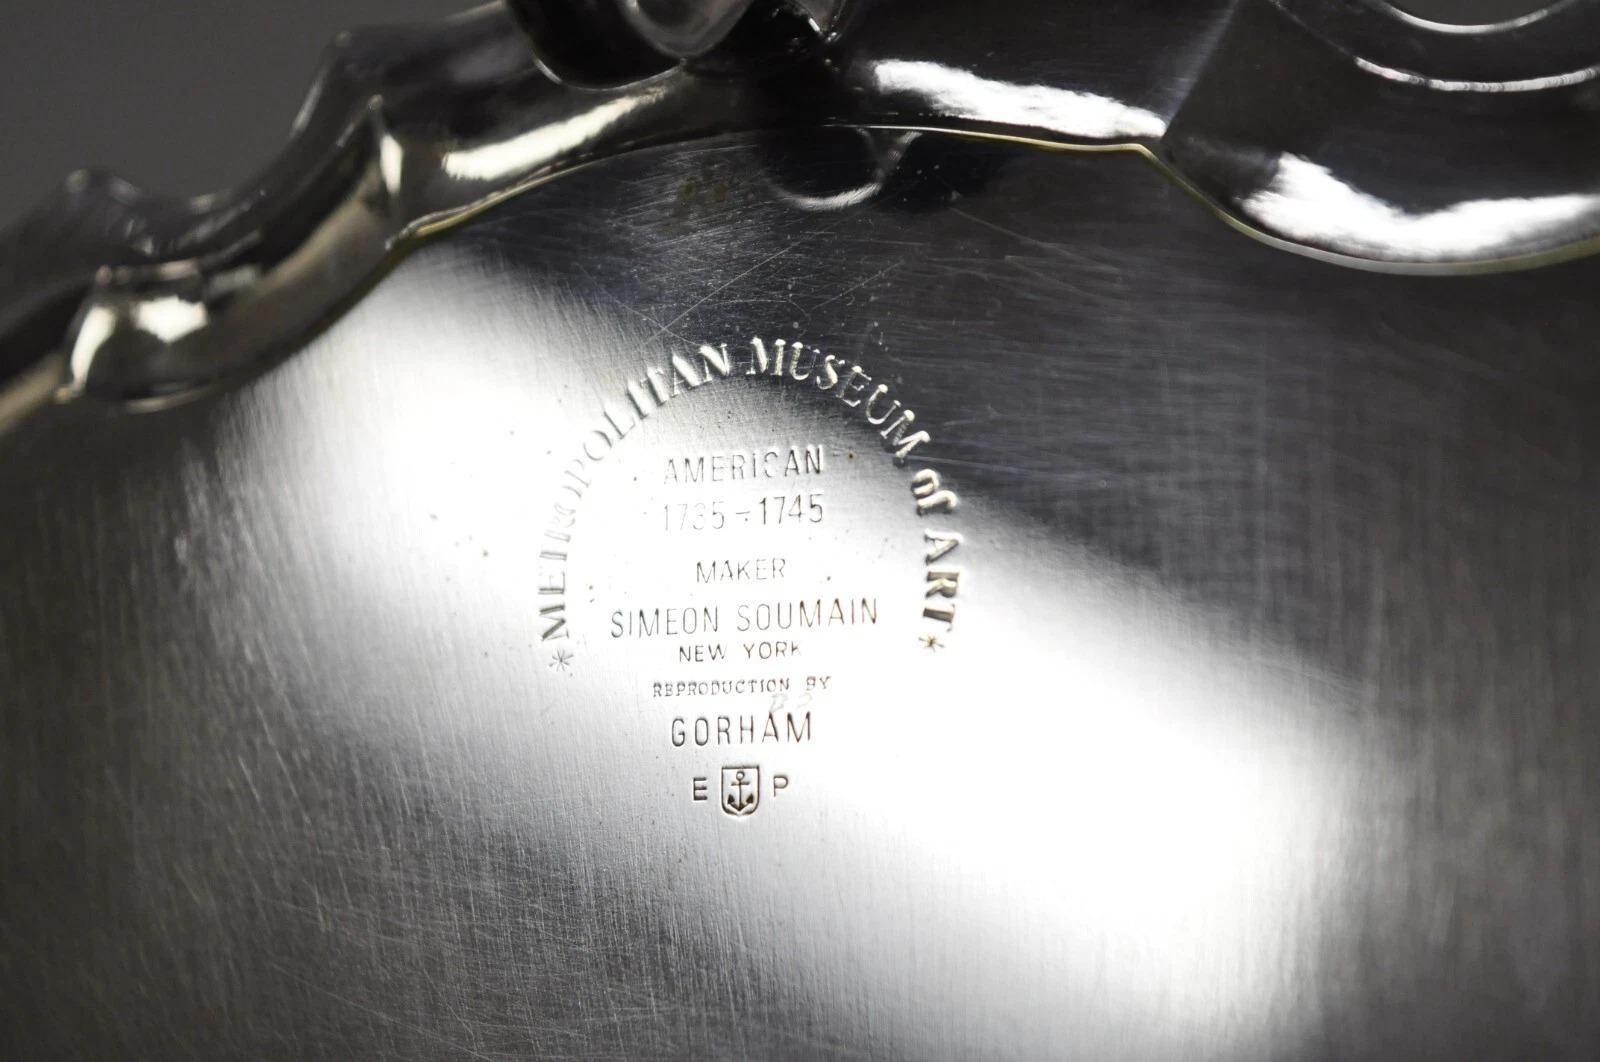 * METROPOLITAN MUSEUM of ART *
AMERICAN
1735-1745
MAKER
SIMEON SOUMAIN
NEW YORK
REPRODUCTION BY
GORHAM
E P